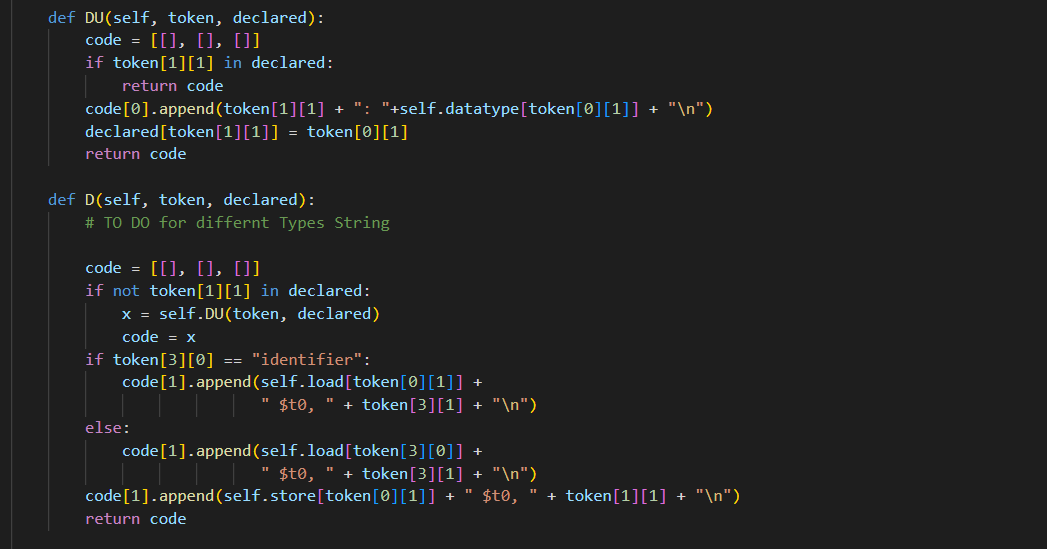 def DU(self, token, declared):
    code = [[], [], []]
    if token[1][1] in declared:
        return code
    code[0].append(token[1][1] + ": "+self.datatype[token[0][1]] + "\n")
    declared[token[1][1]] = token[0][1]
    return code

def D(self, token, declared):
    # TO DO for differnt Types String

    code = [[], [], []]
    if not token[1][1] in declared:
        x = self.DU(token, declared)
        code = x
    if token[3][0] == "identifier":
        code[1].append(self.load[token[0][1]] +
                       " $t0, " + token[3][1] + "\n")
    else:
        code[1].append(self.load[token[3][0]] +
                       " $t0, " + token[3][1] + "\n")
    code[1].append(self.store[token[0][1]] + " $t0, " + token[1][1] + "\n")
    return code